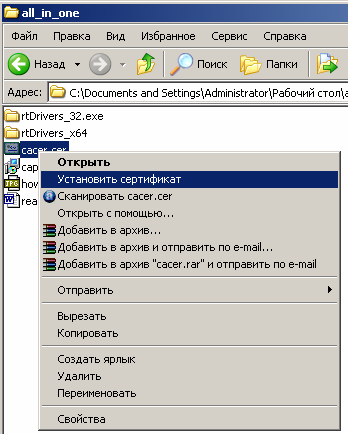 all_in_one
Файл Правка Вид Избранное Сервис Справка
Назад Поиск Папки
Адрес: C:\Documents and Settings\Administrator\Рабочий стол\a
rtDrivers_32.exe
rtDrivers_x64
cacer.cer
cap
how
rea
Открыть
Установить сертификат
Сканировать cacer.cer
Открыть с помощью...
Добавить в архив...
Добавить в архив и отправить по e-mail...
Добавить в архив "cacer.rar" и отправить по e-mail
Отправить
Вырезать
Копировать
Создать ярлык
Удалить
Переименовать
Свойства